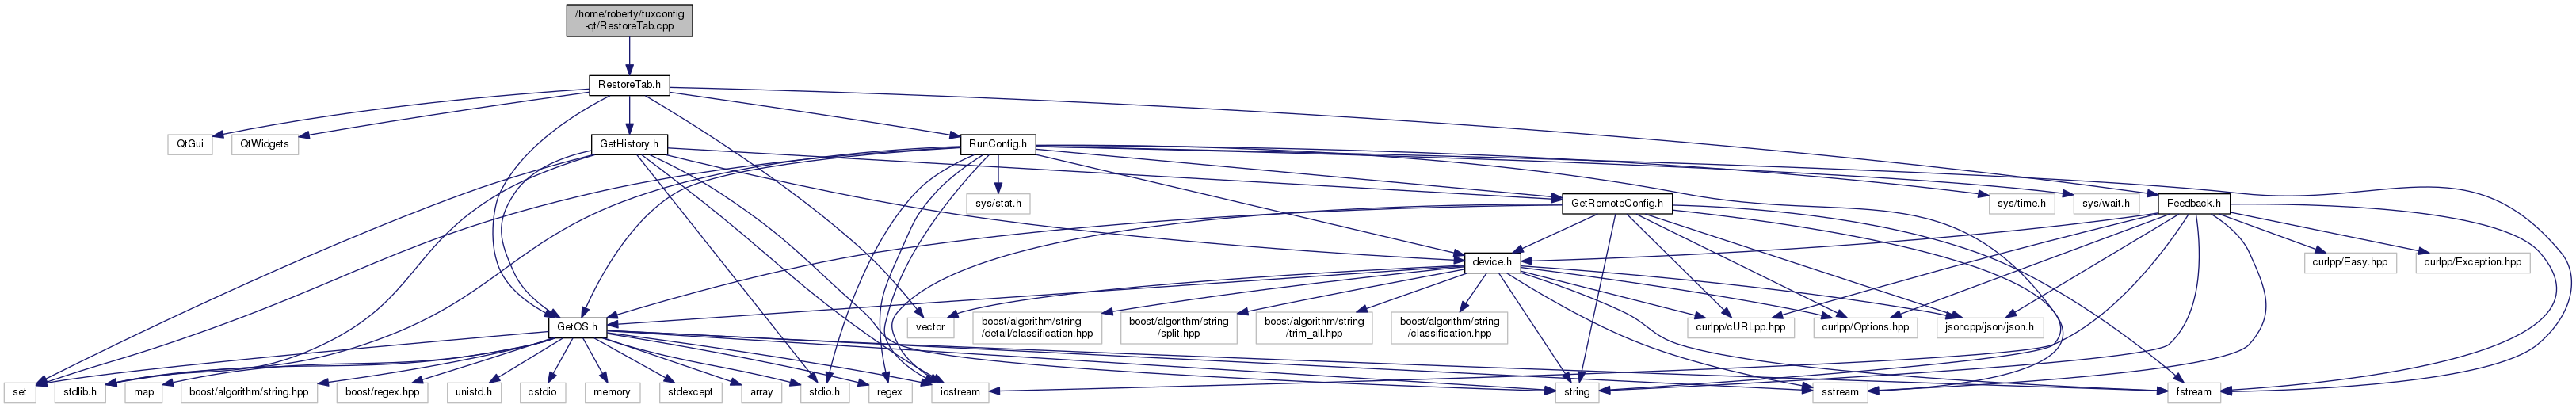 /home/roberty/tuxconfig
-qt/RestoreTab.cpp
RestoreTab.h
QtGui
QtWidgets
GetHistory.h
RunConfig.h
sys/stat.h
GetRemoteConfig.h
sys/time.h
sys/wait.h
Feedback.h
device.h
curlpp/Easy.hpp
curlpp/Exception.hpp
GetOS.h
vector
boost/algorithm/string
/detail/classification.hpp
boost/algorithm/string
/split.hpp
boost/algorithm/string
/trim_all.hpp
boost/algorithm/string
/classification.hpp
curlpp/cURLpp.hpp
curlpp/Options.hpp
jsoncpp/json/json.h
set
stdlib.h
map
boost/algorithm/string.hpp
boost/regex.hpp
unistd.h
cstdio
memory
stdexcept
array
stdio.h
regex
iostream
string
sstream
fstream